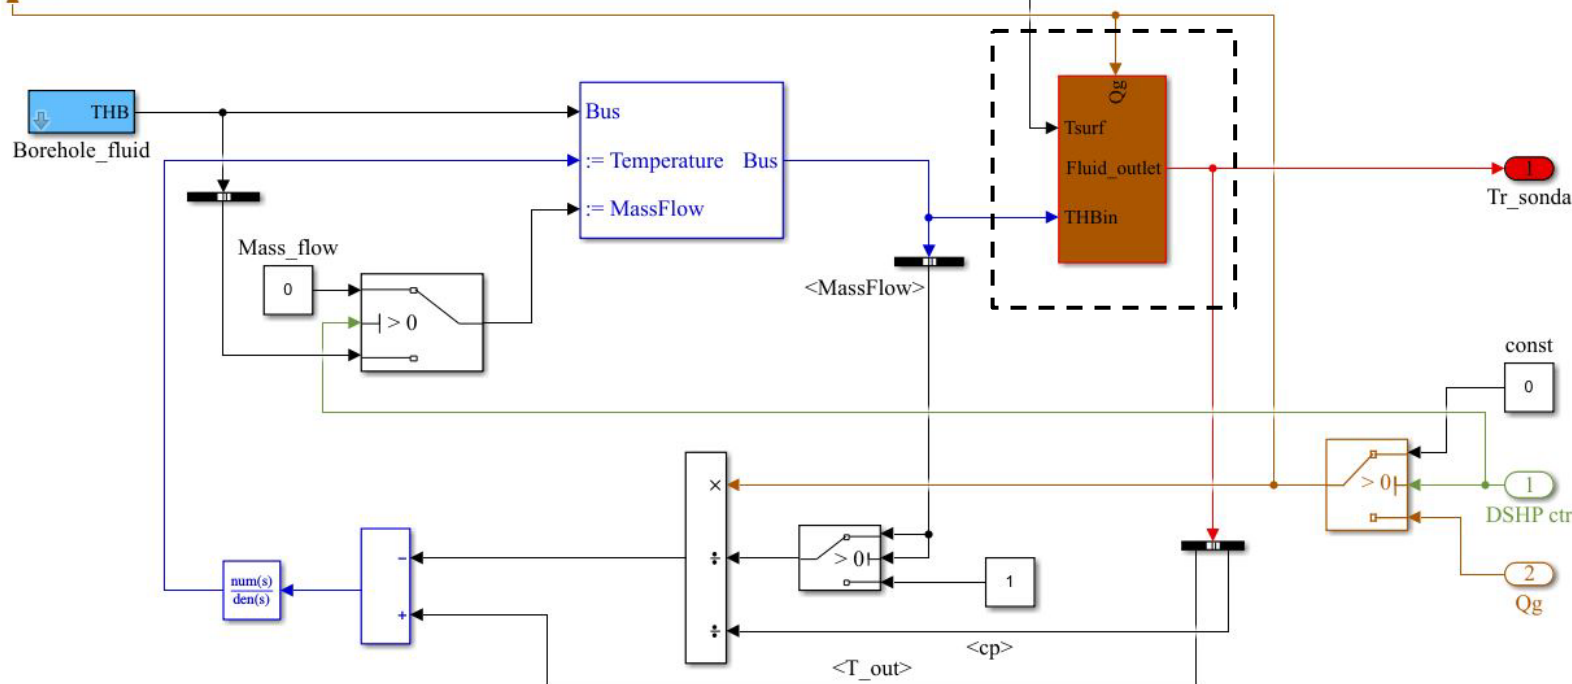 Qg
THB
Borehole_fluid
Bus
:= Temperature
Bus
:= MassFlow
Tsurf
Fluid_outlet
THBin
1
Tr_sonda
Mass_flow
0
> 0
<MassFlow>
const
0
×
> 0
1
DSHP ctr
÷
> 0
1
2
Qg
num(s)
den(s)
−
+
÷
<cp>
<T_out>